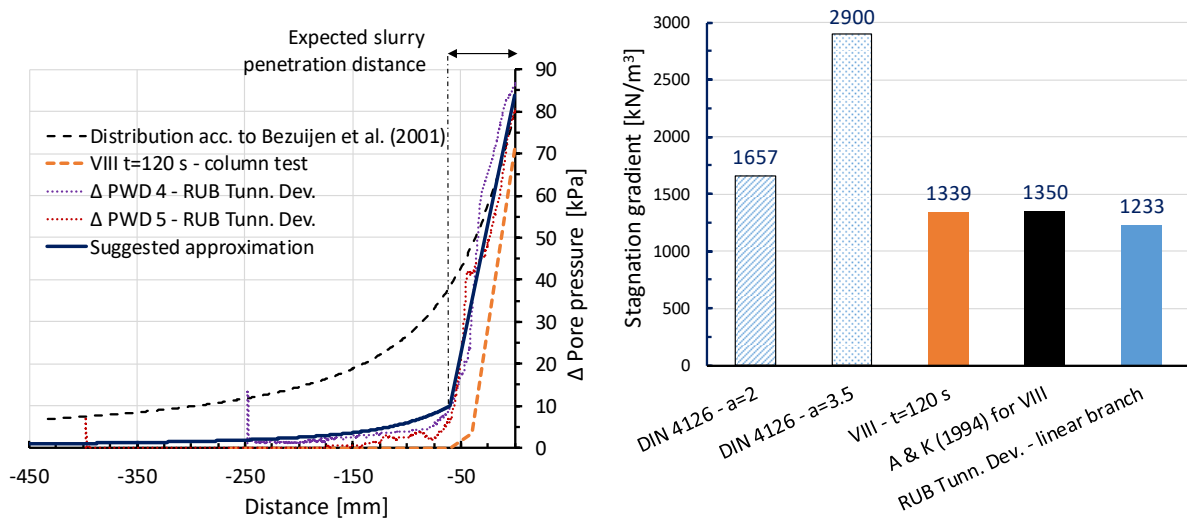 Expected slurry
penetration distance
90
80
70
60
50
40
30
20
10
0
Δ Pore pressure [kPa]
Distribution acc. to Bezuijen et al. (2001)
VIII t=120 s - column test
Δ PWD 4 - RUB Tunn. Dev.
Δ PWD 5 - RUB Tunn. Dev.
Suggested approximation
-450 -350 -250 -150 -50
Distance [mm]
Stagnation gradient [kN/m³]
3000
2500
2000
1500
1000
500
0
1657
2900
1339
1350
1233
DIN 4126 - a=2
DIN 4126 - a=3.5
VIII - t=120 s
A & K (1994) for VIII
RUB Tunn. Dev. - linear branch